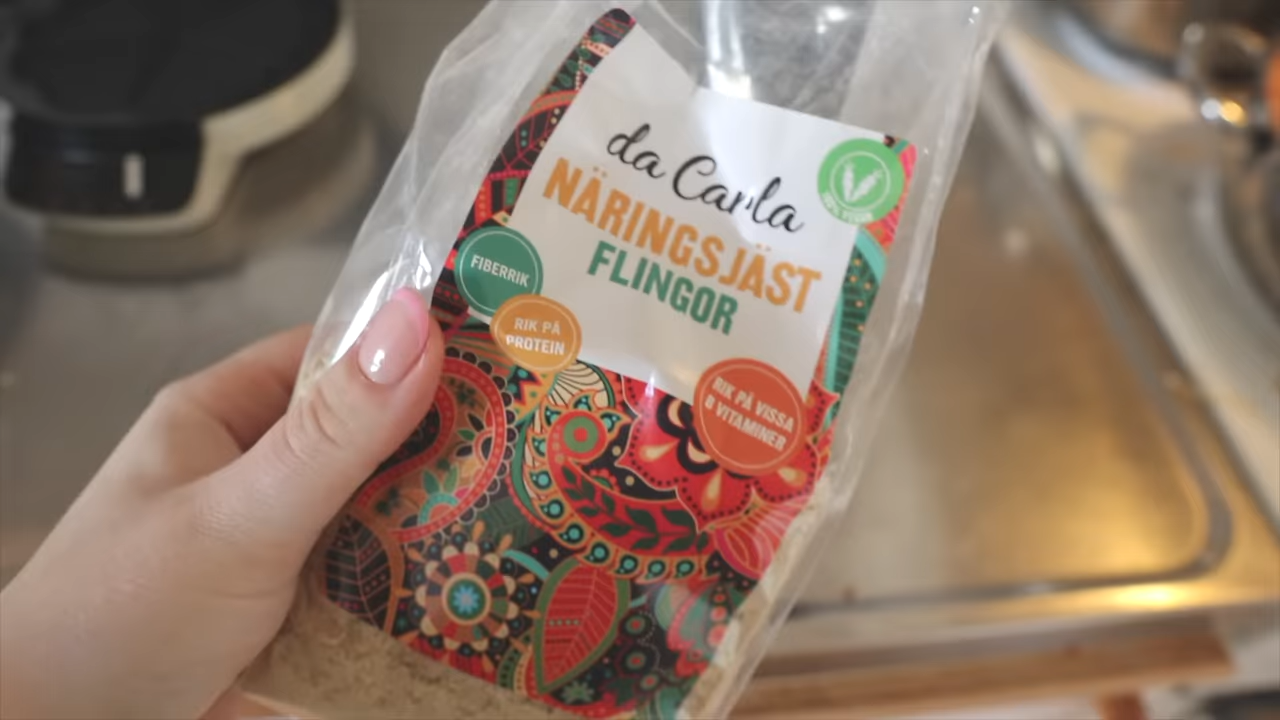 da Carla
NÄRINGSJÄST
FLINGOR
FIBERRIK
RIK PÅ
PROTEIN
RIK PÅ VISSA
B VITAMINER